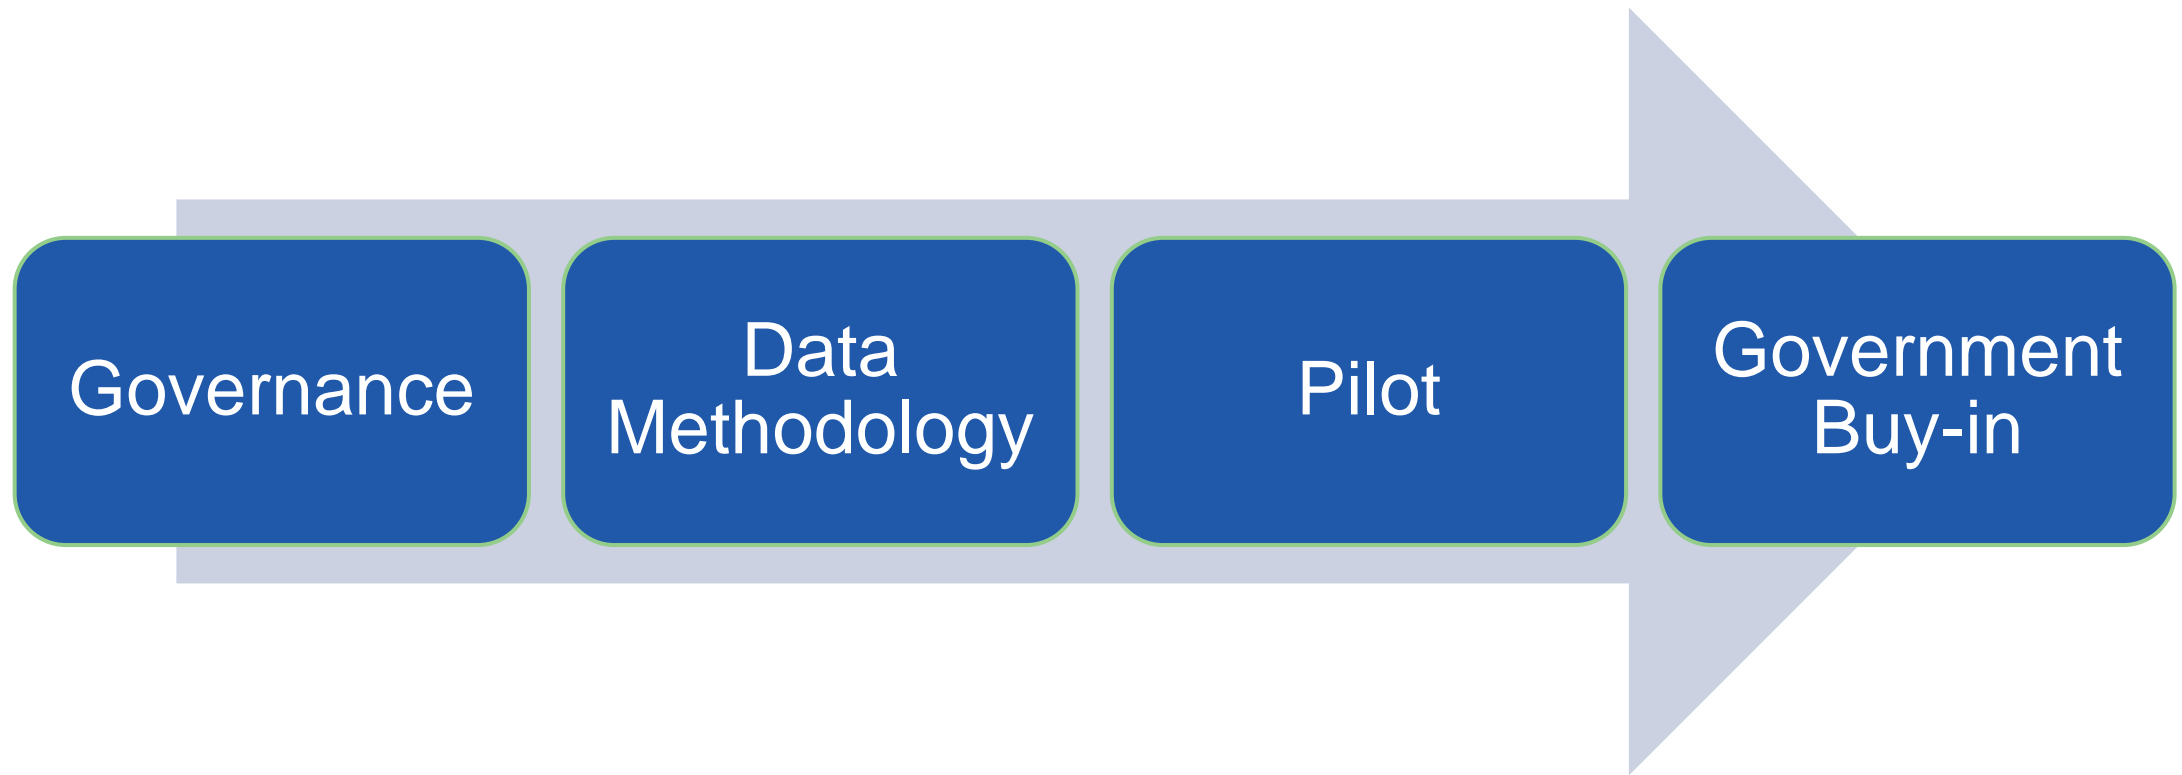 Governance
Data
Methodology
Pilot
Government
Buy-in